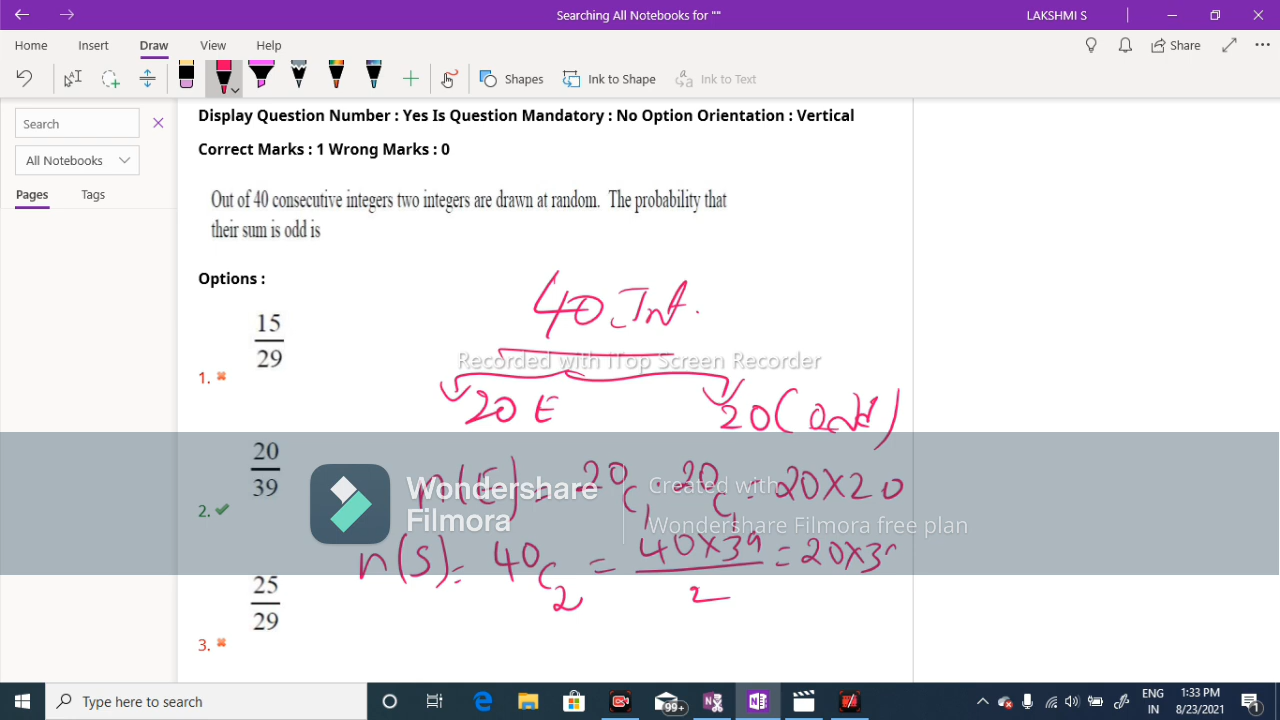 Searching All Notebooks for ""
LAKSHMI S
Home Insert Draw View Help
Share
Shapes Ink to Shape Ink to Text
Search
All Notebooks
Pages Tags
Display Question Number : Yes Is Question Mandatory : No Option Orientation : Vertical
Correct Marks : 1 Wrong Marks : 0
Out of 40 consecutive integers two integers are drawn at random. The probability that
their sum is odd is
Options :
40 Int.
15
29
1.
Recorded with iTop Screen Recorder
20 E 20 (odd)
20
39
2.
n(E) = 20C1 . 20C1 = 20×20
Wondershare
Filmora
Created with
Wondershare Filmora free plan
n(S) = 40C2 = 40×39 / 2 = 20×39
25
29
3.
Type here to search
99+
ENG
IN
1:33 PM
8/23/2021
1